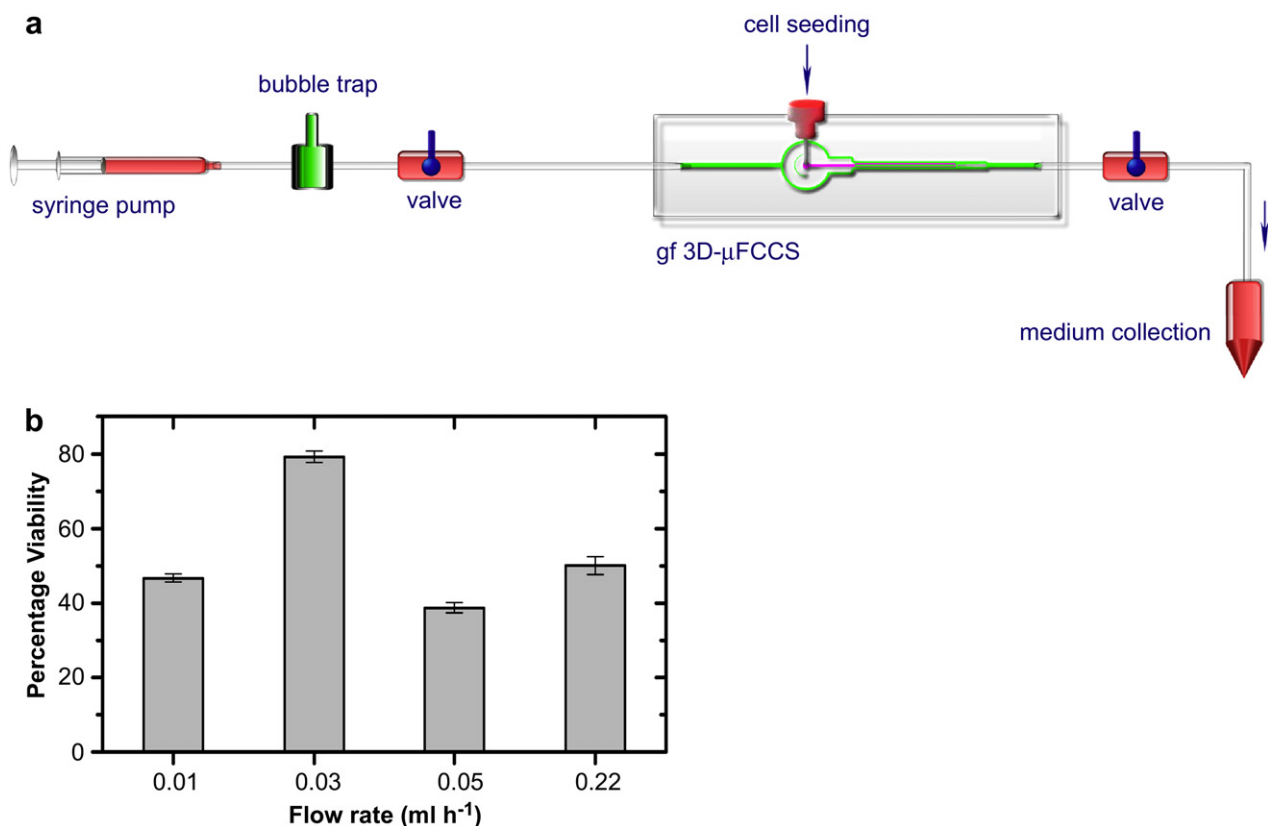 a
cell seeding
bubble trap
syringe pump
valve
valve
gf 3D-μFCCS
medium collection
b
Percentage Viability
80
60
40
20
0
0.01 0.03 0.05 0.22
Flow rate (ml h⁻¹)